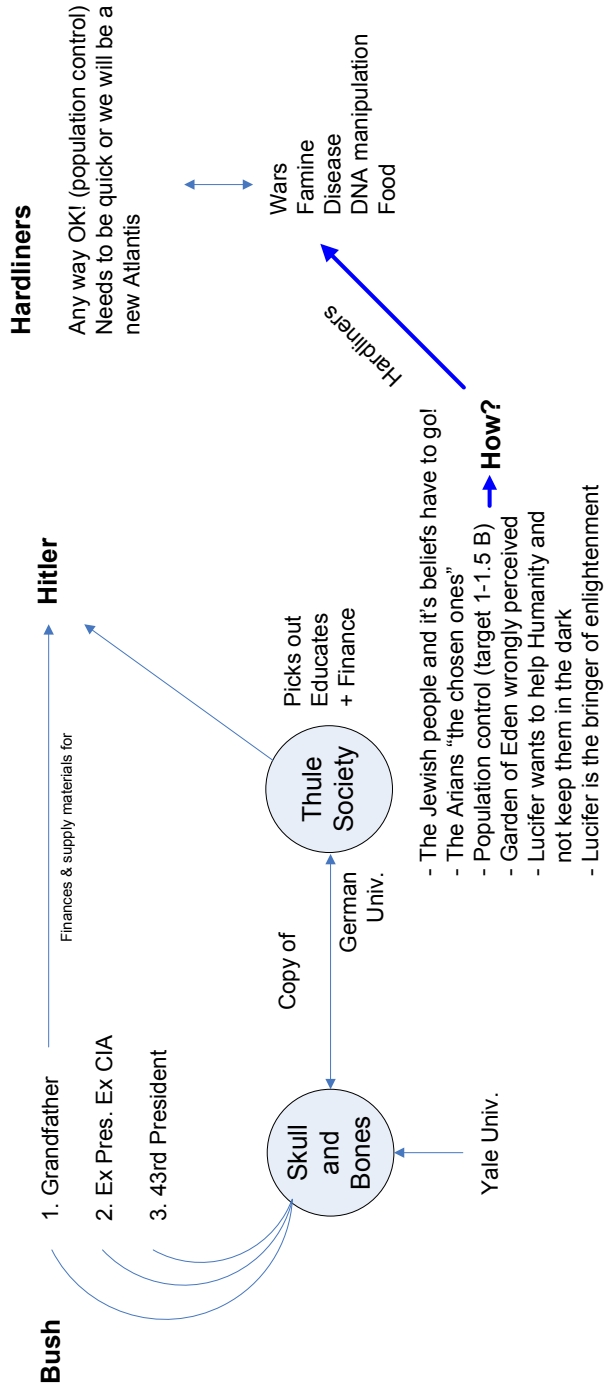 Bush
1. Grandfather
2. Ex Pres. Ex CIA
3. 43rd President
Finances & supply materials for
Hitler
Hardliners
Any way OK! (population control)
Needs to be quick or we will be a
new Atlantis
Skull
and
Bones
Yale Univ.
Copy of
German
Univ.
Thule
Society
Picks out
Educates
+ Finance
Wars
Famine
Disease
DNA manipulation
Food
Hardliners
- The Jewish people and it's beliefs have to go!
- The Arians “the chosen ones”
- Population control (target 1-1.5 B)
How?
- Garden of Eden wrongly perceived
- Lucifer wants to help Humanity and
not keep them in the dark
- Lucifer is the bringer of enlightenment